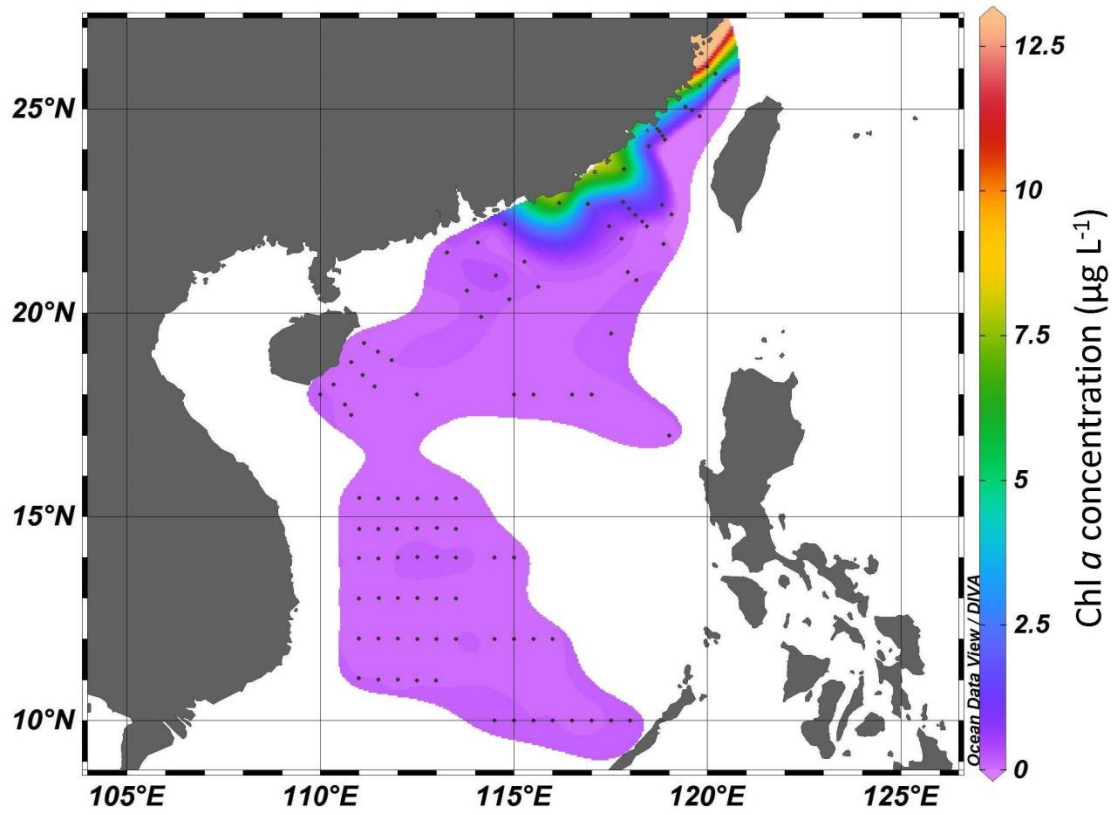 25°N
20°N
15°N
10°N
105°E
110°E
115°E
120°E
125°E
Ocean Data View / DIVA
12.5
10
7.5
5
2.5
0
Chl a concentration (µg L⁻¹)